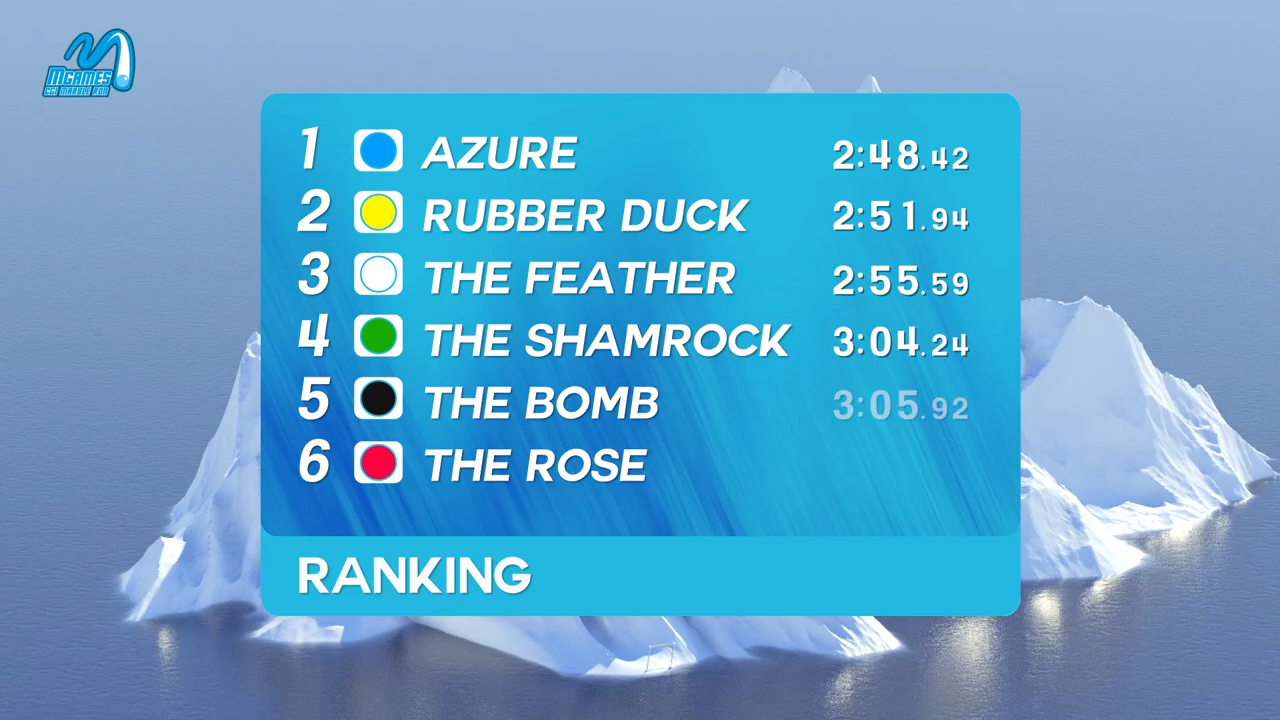 MGAMES
CGI MARBLE RUN
1 AZURE 2:48.42
2 RUBBER DUCK 2:51.94
3 THE FEATHER 2:55.59
4 THE SHAMROCK 3:04.24
5 THE BOMB 3:05.92
6 THE ROSE
RANKING